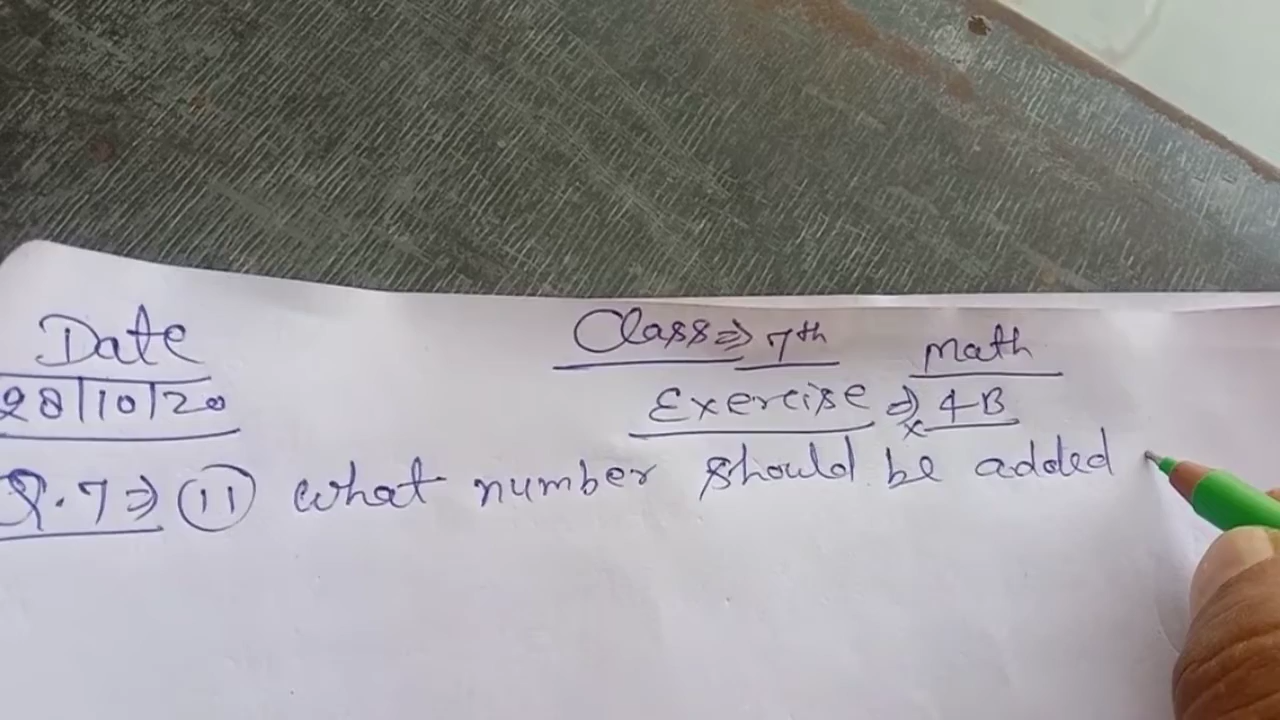 Date
28/10/20
Class⇒ 7th
Math
Exercise ⇒ 4B
Q.7⇒ (11) what number should be added